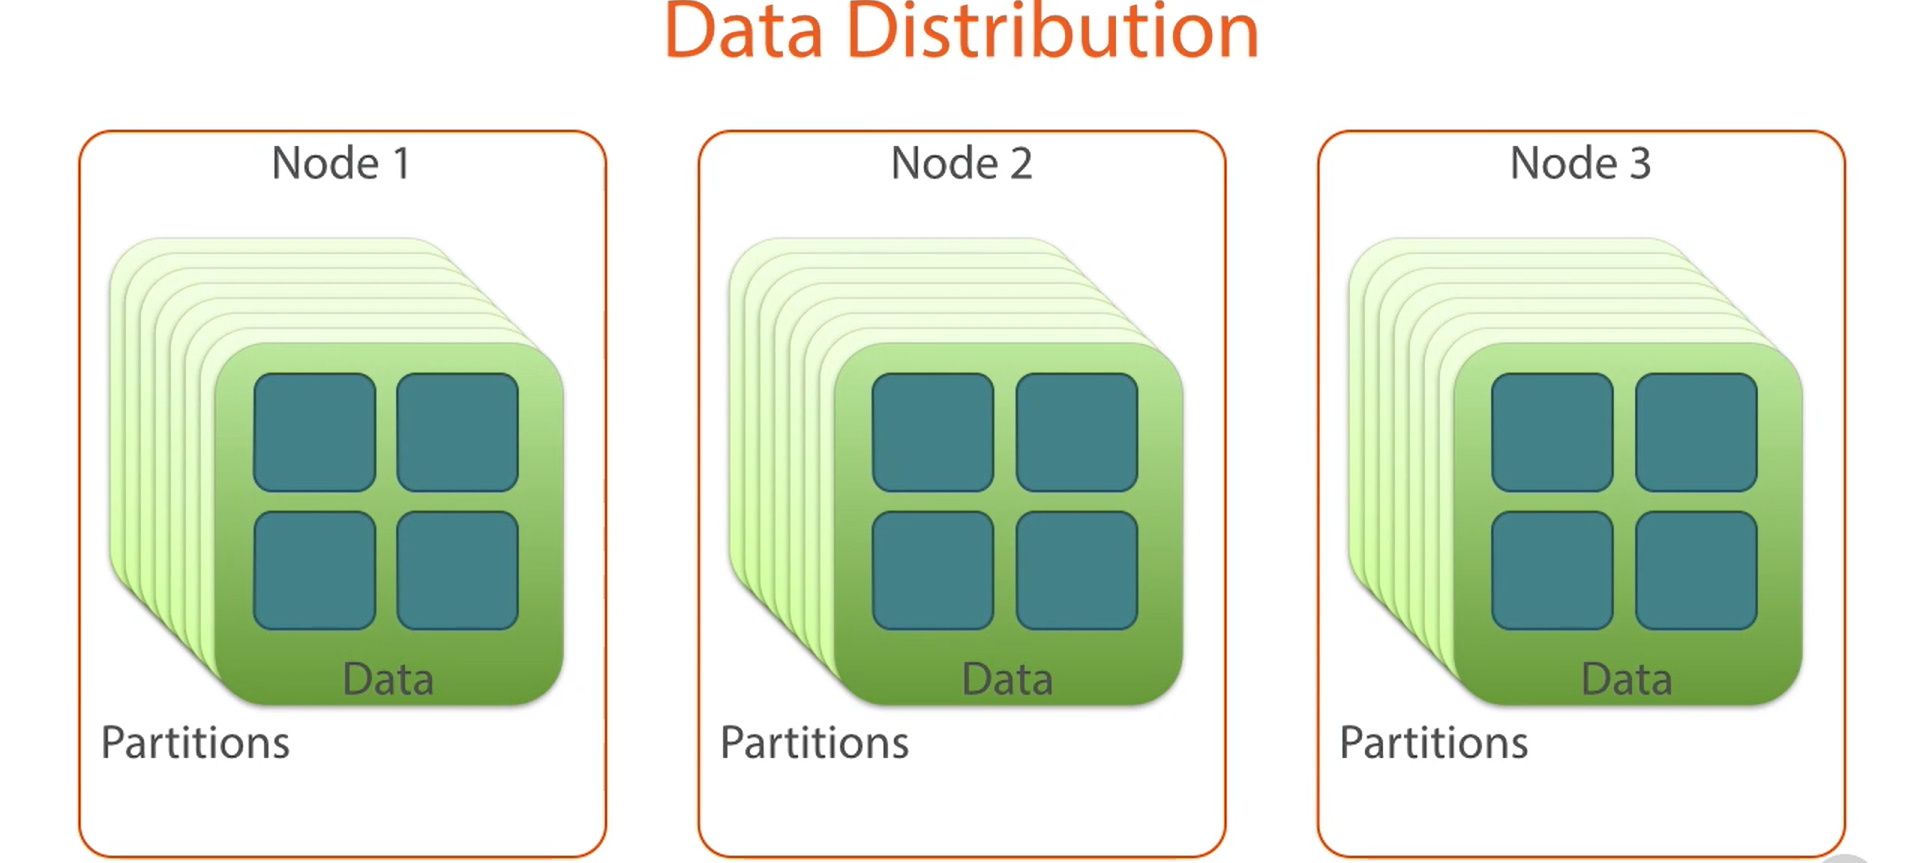 Data Distribution
Node 1
Data
Partitions
Node 2
Data
Partitions
Node 3
Data
Partitions